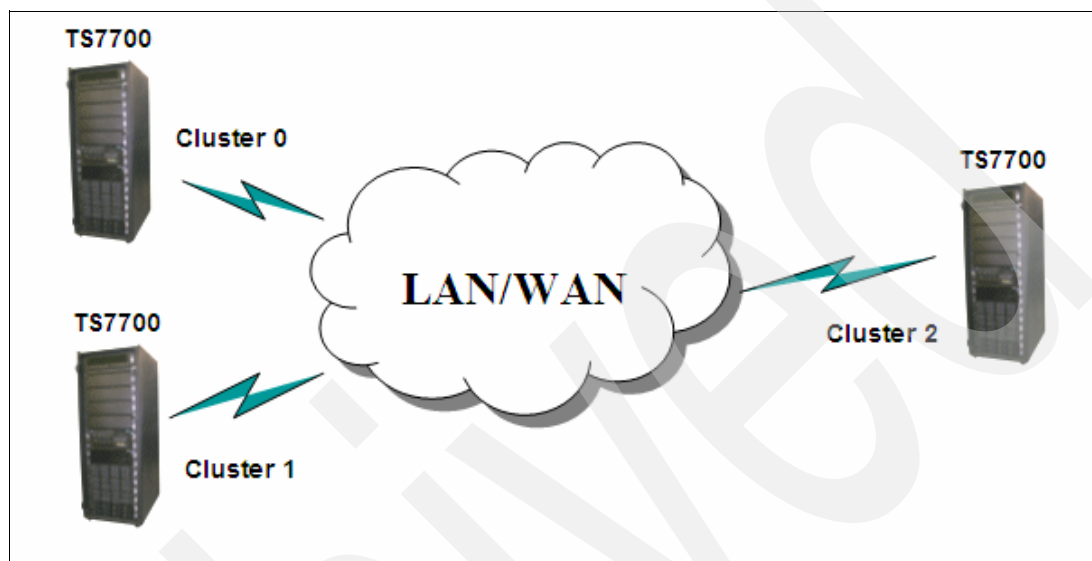 TS7700
Cluster 0
TS7700
Cluster 1
LAN/WAN
TS7700
Cluster 2